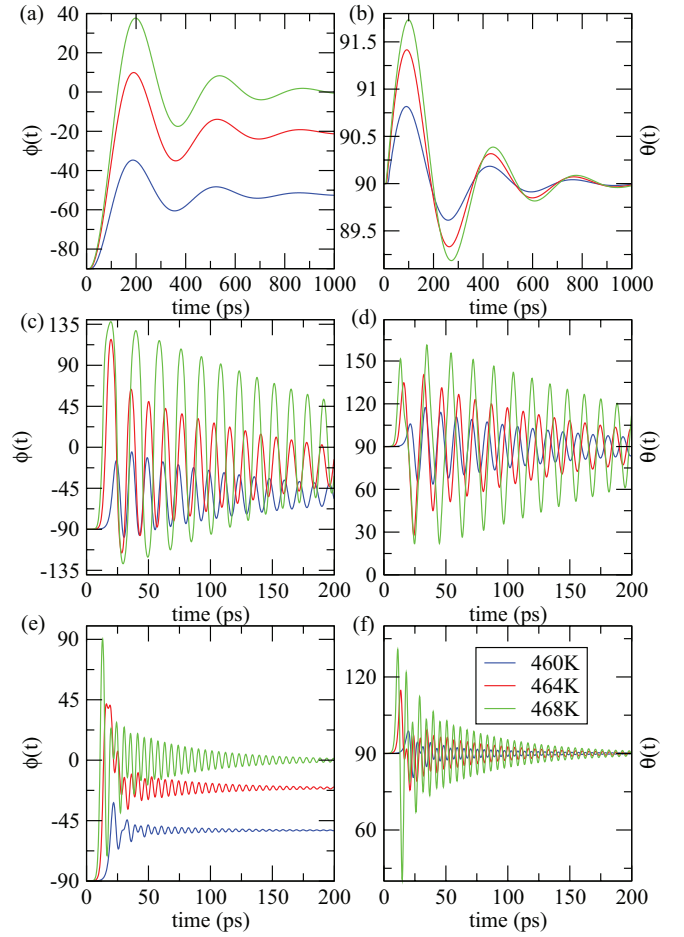 (a)
(b)
40
20
0
-20
-40
-60
-80
ϕ(t)
91.5
91
90.5
90
89.5
θ(t)
0 200 400 600 800 1000
0 200 400 600 800 1000
time (ps)
time (ps)
(c)
(d)
135
90
45
0
-45
-90
-135
ϕ(t)
150
120
90
60
30
0
θ(t)
0 50 100 150 200
0 50 100 150 200
time (ps)
time (ps)
(e)
(f)
90
45
0
-45
-90
ϕ(t)
460K
464K
468K
120
90
60
θ(t)
0 50 100 150 200
0 50 100 150 200
time (ps)
time (ps)